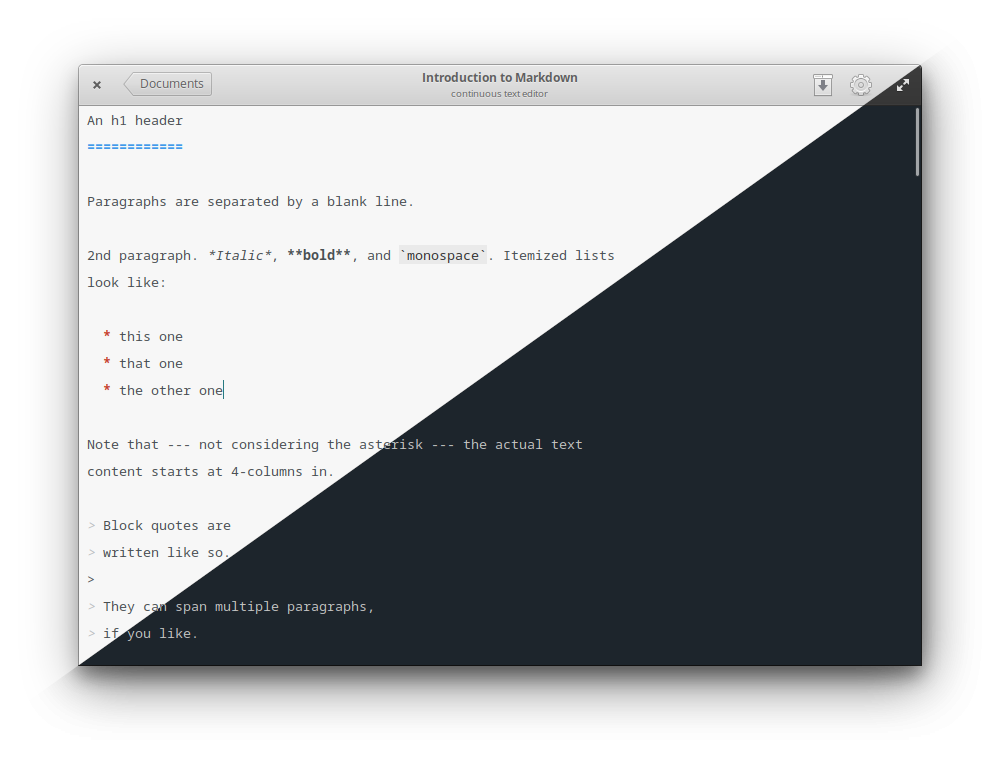 Documents
Introduction to Markdown
continuous text editor
An h1 header
============
Paragraphs are separated by a blank line.
2nd paragraph. *Italic*, **bold**, and `monospace`. Itemized lists
look like:
* this one
* that one
* the other one
Note that --- not considering the asterisk --- the actual text
content starts at 4-columns in.
> Block quotes are
> written like so.
>
> They can span multiple paragraphs,
> if you like.